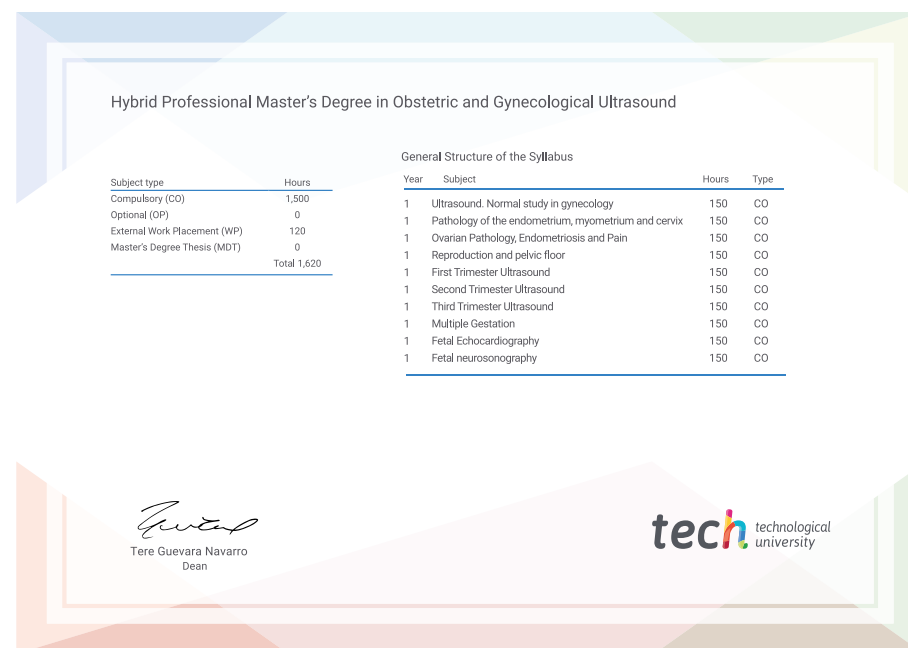 Hybrid Professional Master's Degree in Obstetric and Gynecological Ultrasound
Subject type Hours
Compulsory (CO) 1,500
Optional (OP) 0
External Work Placement (WP) 120
Master's Degree Thesis (MDT) 0
Total 1,620
General Structure of the Syllabus
Year Subject Hours Type
1 Ultrasound. Normal study in gynecology 150 CO
1 Pathology of the endometrium, myometrium and cervix 150 CO
1 Ovarian Pathology, Endometriosis and Pain 150 CO
1 Reproduction and pelvic floor 150 CO
1 First Trimester Ultrasound 150 CO
1 Second Trimester Ultrasound 150 CO
1 Third Trimester Ultrasound 150 CO
1 Multiple Gestation 150 CO
1 Fetal Echocardiography 150 CO
1 Fetal neurosonography 150 CO
Tere Guevara Navarro
Dean
tech technological
university